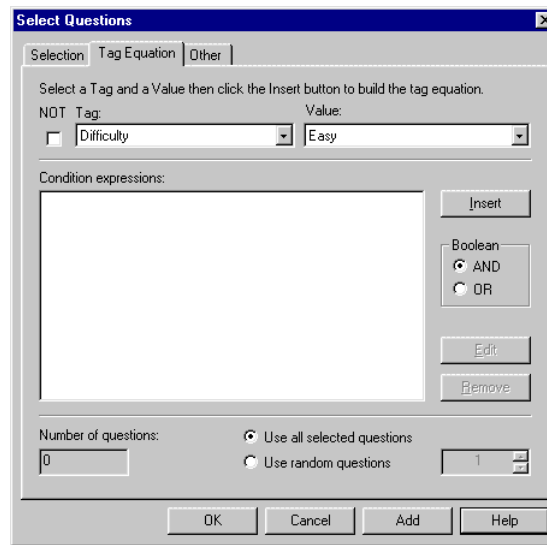 Select Questions
Selection Tag Equation Other
Select a Tag and a Value then click the Insert button to build the tag equation.
NOT Tag: Value:
Difficulty Easy
Condition expressions:
Insert
Boolean
AND
OR
Edit
Remove
Number of questions:
0
Use all selected questions
Use random questions 1
OK Cancel Add Help